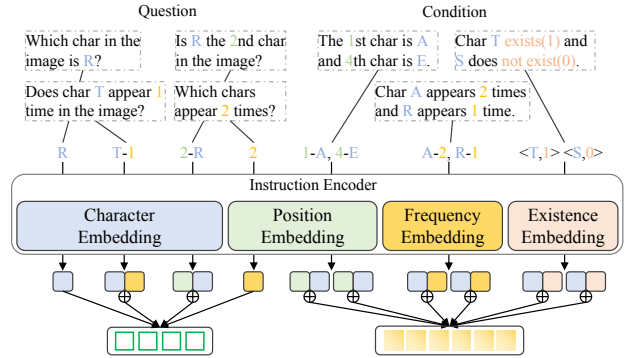 Question
Condition
Which char in the
image is R?
Is R the 2nd char
in the image?
The 1st char is A
and 4th char is E.
Char T exists(1) and
S does not exist(0).
Does char T appear 1
time in the image?
Which chars
appear 2 times?
Char A appears 2 times
and R appears 1 time.
R
T-1
2-R
2
1-A, 4-E
A-2, R-1
<T,1> <S,0>
Instruction Encoder
Character
Embedding
Position
Embedding
Frequency
Embedding
Existence
Embedding